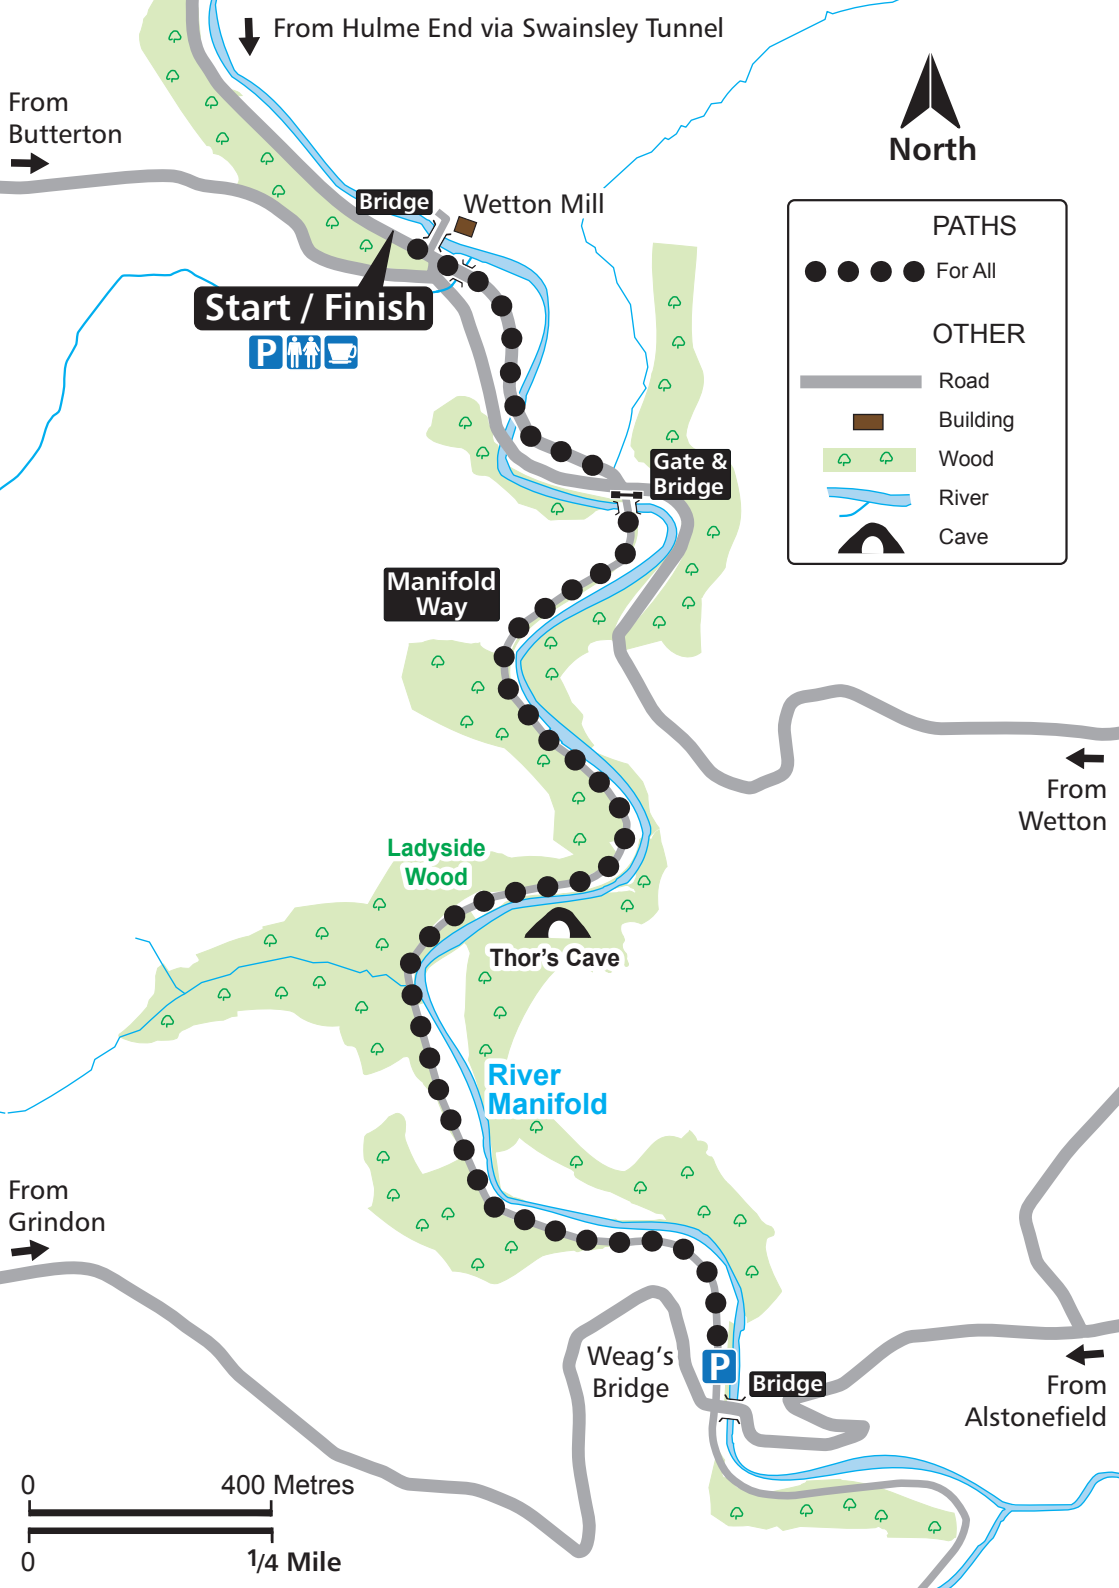 From Hulme End via Swainsley Tunnel
From
Butterton
North
Bridge
Wetton Mill
PATHS
For All
Start / Finish
P
OTHER
Road
Building
Wood
River
Cave
Gate &
Bridge
Manifold
Way
From
Wetton
Ladyside
Wood
Thor's Cave
River
Manifold
From
Grindon
Weag's
Bridge
P
Bridge
From
Alstonefield
0 400 Metres
0 1/4 Mile